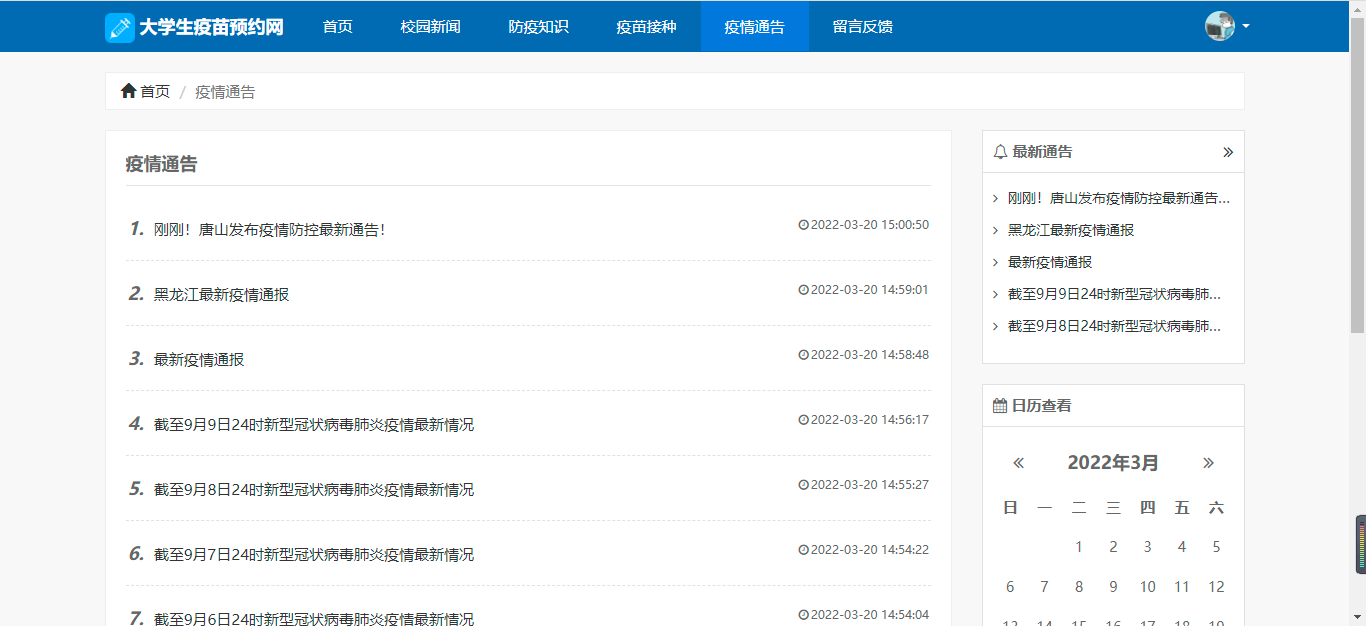 大学生疫苗预约网 首页 校园新闻 防疫知识 疫苗接种 疫情通告 留言反馈
首页 / 疫情通告
疫情通告
1. 刚刚！唐山发布疫情防控最新通告！ 2022-03-20 15:00:50
2. 黑龙江最新疫情通报 2022-03-20 14:59:01
3. 最新疫情通报 2022-03-20 14:58:48
4. 截至9月9日24时新型冠状病毒肺炎疫情最新情况 2022-03-20 14:56:17
5. 截至9月8日24时新型冠状病毒肺炎疫情最新情况 2022-03-20 14:55:27
6. 截至9月7日24时新型冠状病毒肺炎疫情最新情况 2022-03-20 14:54:22
7. 截至9月6日24时新型冠状病毒肺炎疫情最新情况 2022-03-20 14:54:04
最新通告 »
› 刚刚！唐山发布疫情防控最新通告...
› 黑龙江最新疫情通报
› 最新疫情通报
› 截至9月9日24时新型冠状病毒肺...
› 截至9月8日24时新型冠状病毒肺...
日历查看
« 2022年3月 »
日 一 二 三 四 五 六
1 2 3 4 5
6 7 8 9 10 11 12
13 14 15 16 17 18 19